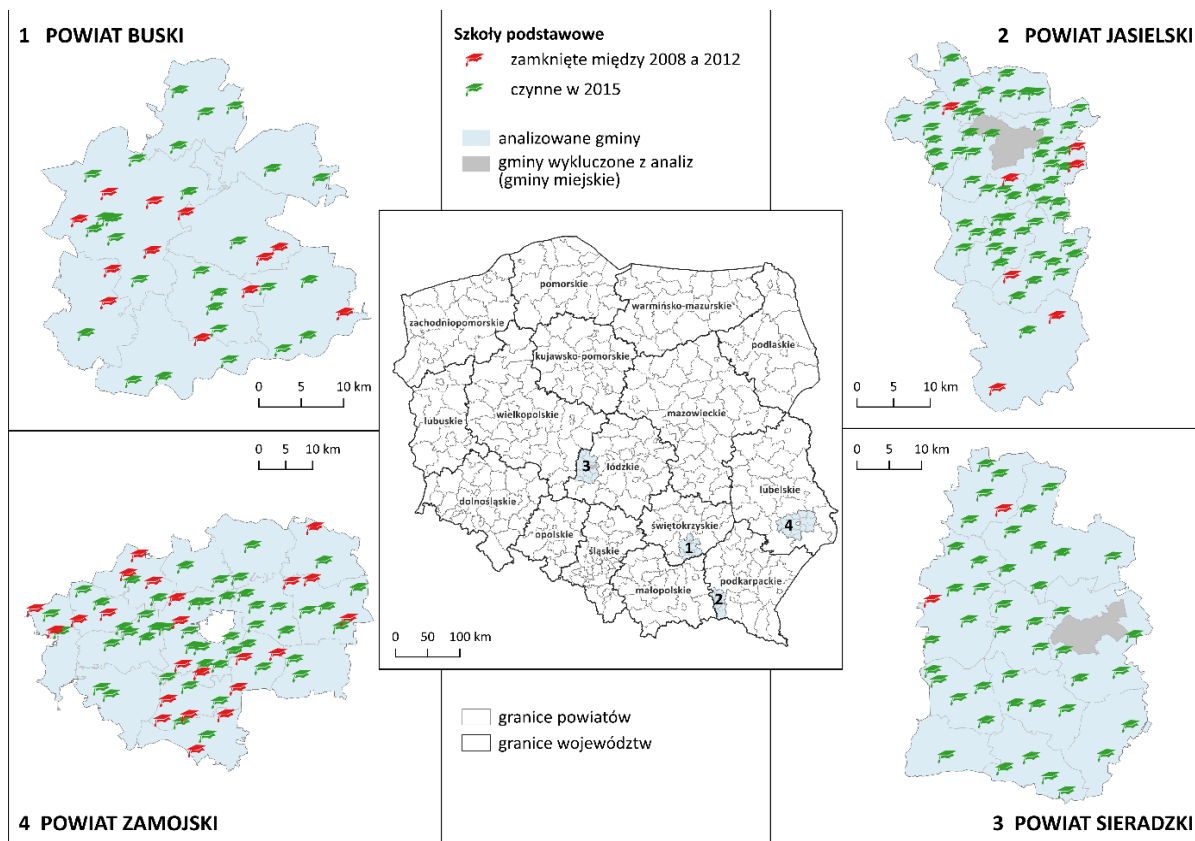 1 POWIAT BUSKI
Szkoły podstawowe
zamknięte między 2008 a 2012
czynne w 2015
analizowane gminy
gminy wykluczone z analiz
(gminy miejskie)
2 POWIAT JASIELSKI
0 5 10 km
0 5 10 km
pomorskie
warmińsko-mazurskie
zachodniopomorskie
podlaskie
kujawsko-pomorskie
mazowieckie
wielkopolskie
lubuskie
3
łódzkie
lubelskie
dolnośląskie
4
świętokrzyskie
opolskie
śląskie
1
podkarpackie
małopolskie
2
0 50 100 km
0 5 10 km
0 5 10 km
granice powiatów
granice województw
4 POWIAT ZAMOJSKI
3 POWIAT SIERADZKI